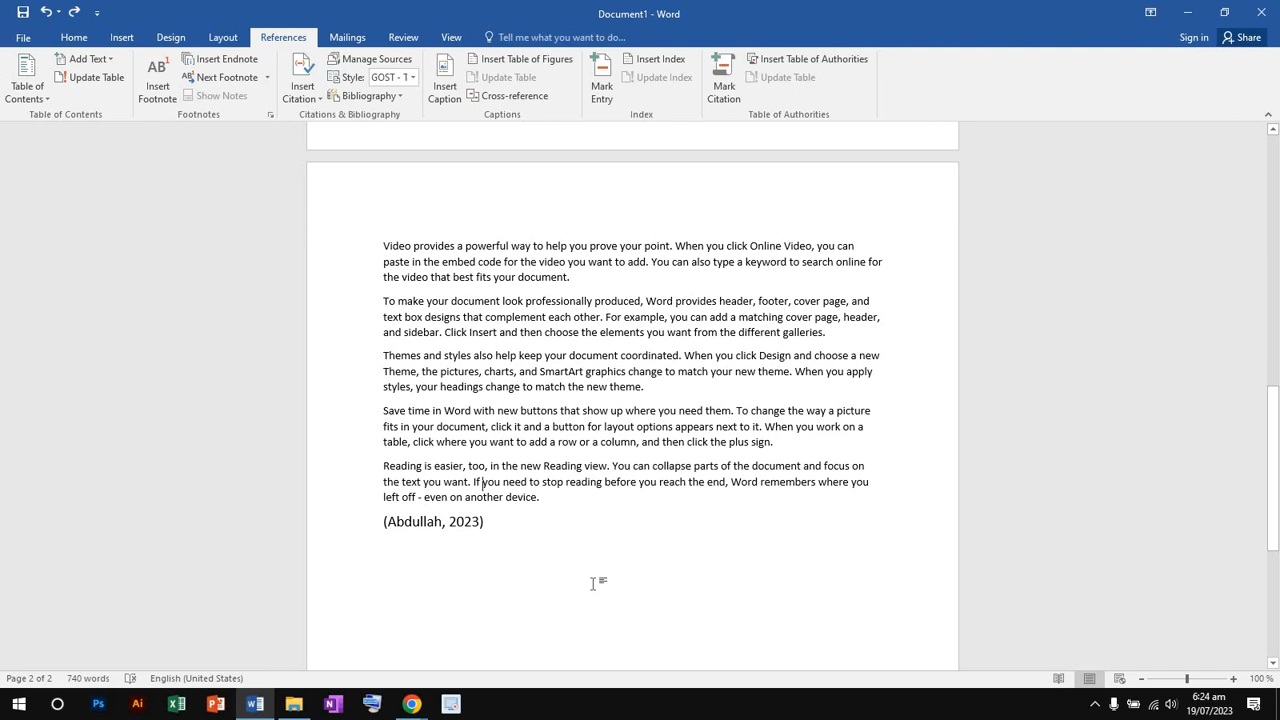 Document1 - Word
File Home Insert Design Layout References Mailings Review View Tell me what you want to do... Sign in Share
Table of Contents
Add Text
Update Table
Table of Contents
AB1
Insert Footnote
Insert Endnote
Next Footnote
Show Notes
Footnotes
Insert Citation
Manage Sources
Style: GOST - T
Bibliography
Citations & Bibliography
Insert Caption
Insert Table of Figures
Update Table
Cross-reference
Captions
Mark Entry
Insert Index
Update Index
Index
Mark Citation
Insert Table of Authorities
Update Table
Table of Authorities
Video provides a powerful way to help you prove your point. When you click Online Video, you can
paste in the embed code for the video you want to add. You can also type a keyword to search online for
the video that best fits your document.
To make your document look professionally produced, Word provides header, footer, cover page, and
text box designs that complement each other. For example, you can add a matching cover page, header,
and sidebar. Click Insert and then choose the elements you want from the different galleries.
Themes and styles also help keep your document coordinated. When you click Design and choose a new
Theme, the pictures, charts, and SmartArt graphics change to match your new theme. When you apply
styles, your headings change to match the new theme.
Save time in Word with new buttons that show up where you need them. To change the way a picture
fits in your document, click it and a button for layout options appears next to it. When you work on a
table, click where you want to add a row or a column, and then click the plus sign.
Reading is easier, too, in the new Reading view. You can collapse parts of the document and focus on
the text you want. If you need to stop reading before you reach the end, Word remembers where you
left off - even on another device.
(Abdullah, 2023)
Page 2 of 2 740 words English (United States) 100 %
Ps Ai 6:24 am
19/07/2023